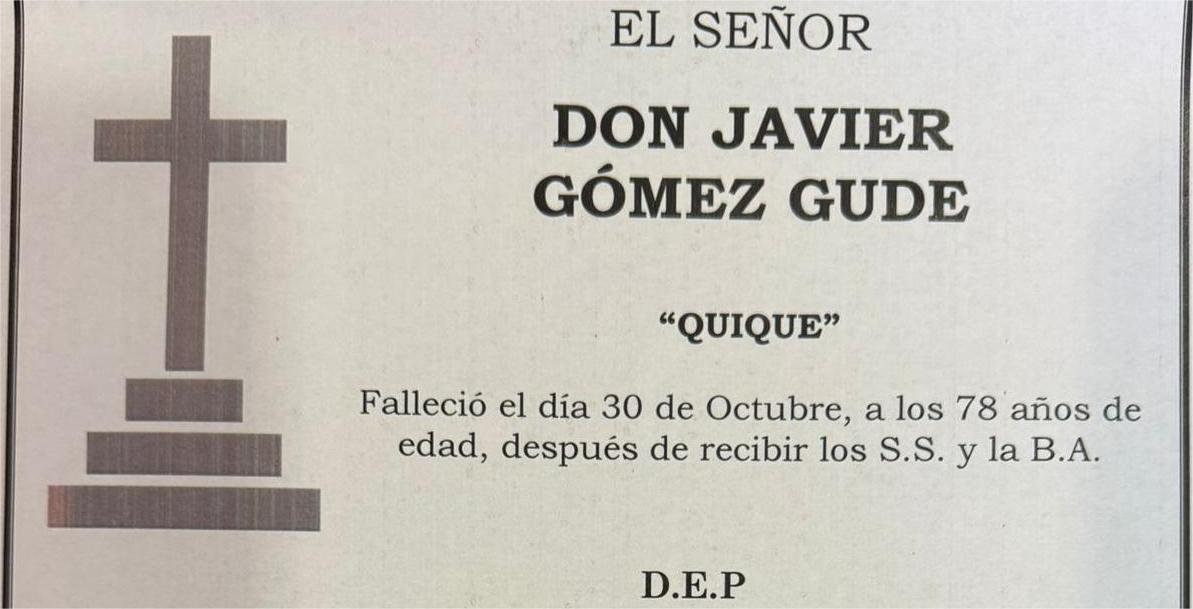 EL SEÑOR
DON JAVIER
GÓMEZ GUDE
“QUIQUE”
Falleció el día 30 de Octubre, a los 78 años de
edad, después de recibir los S.S. y la B.A.
D.E.P